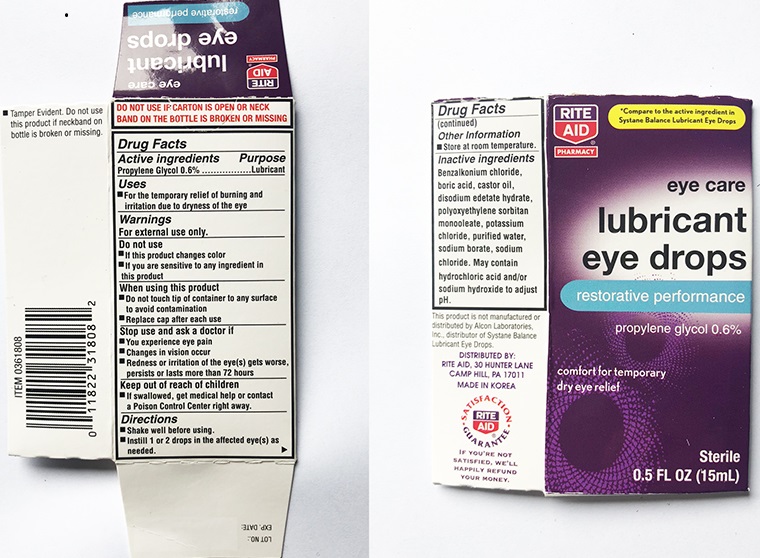 restorative performance
eye drops
lubricant
eye care
RITE
AID
PHARMACY
■ Tamper Evident. Do not use
this product if neckband on
bottle is broken or missing.
DO NOT USE IF CARTON IS OPEN OR NECK
BAND ON THE BOTTLE IS BROKEN OR MISSING
Drug Facts
Active ingredients Purpose
Propylene Glycol 0.6% ...................Lubricant
Uses
■ For the temporary relief of burning and
irritation due to dryness of the eye
Warnings
For external use only.
Do not use
■ If this product changes color
■ If you are sensitive to any ingredient in
this product
When using this product
■ Do not touch tip of container to any surface
to avoid contamination
■ Replace cap after each use
Stop use and ask a doctor if
■ You experience eye pain
■ Changes in vision occur
■ Redness or irritation of the eye(s) gets worse,
persists or lasts more than 72 hours
Keep out of reach of children
■ If swallowed, get medical help or contact
a Poison Control Center right away.
Directions
■ Shake well before using.
■ Instill 1 or 2 drops in the affected eye(s) as
needed.
ITEM 0361808
0 11822 31808 2
LOT NO.:
EXP. DATE:
Drug Facts
(continued)
Other Information
■ Store at room temperature.
Inactive ingredients
Benzalkonium chloride,
boric acid, castor oil,
disodium edetate hydrate,
polyoxyethylene sorbitan
monooleate, potassium
chloride, purified water,
sodium borate, sodium
chloride. May contain
hydrochloric acid and/or
sodium hydroxide to adjust
pH.
This product is not manufactured or
distributed by Alcon Laboratories,
Inc., distributor of Systane Balance
Lubricant Eye Drops.
DISTRIBUTED BY:
RITE AID, 30 HUNTER LANE
CAMP HILL, PA 17011
MADE IN KOREA
SATISFACTION
RITE
AID
GUARANTEE
IF YOU'RE NOT
SATISFIED, WE'LL
HAPPILY REFUND
YOUR MONEY.
RITE
AID
PHARMACY
*Compare to the active ingredient in
Systane Balance Lubricant Eye Drops
eye care
lubricant
eye drops
restorative performance
propylene glycol 0.6%
comfort for temporary
dry eye relief
Sterile
0.5 FL OZ (15mL)